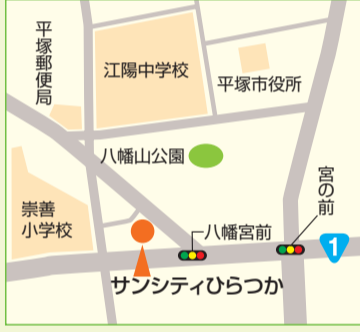 平塚郵便局
江陽中学校
平塚市役所
八幡山公園
宮の前
崇善
小学校
八幡宮前
1
サンシティひらつか